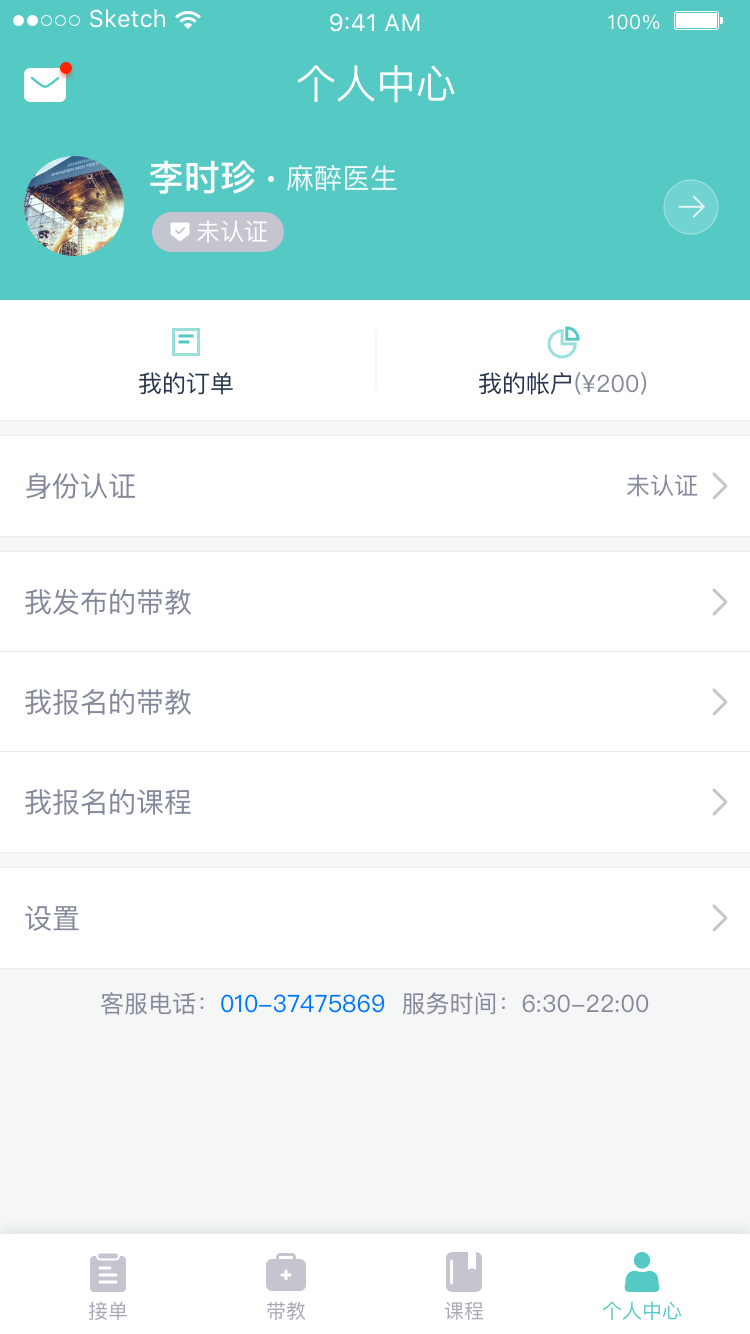 Sketch 9:41 AM 100%
个人中心
李时珍·麻醉医生
未认证
我的订单 我的帐户(¥200)
身份认证 未认证
我发布的带教
我报名的带教
我报名的课程
设置
客服电话：010-37475869 服务时间：6:30-22:00
接单 带教 课程 个人中心